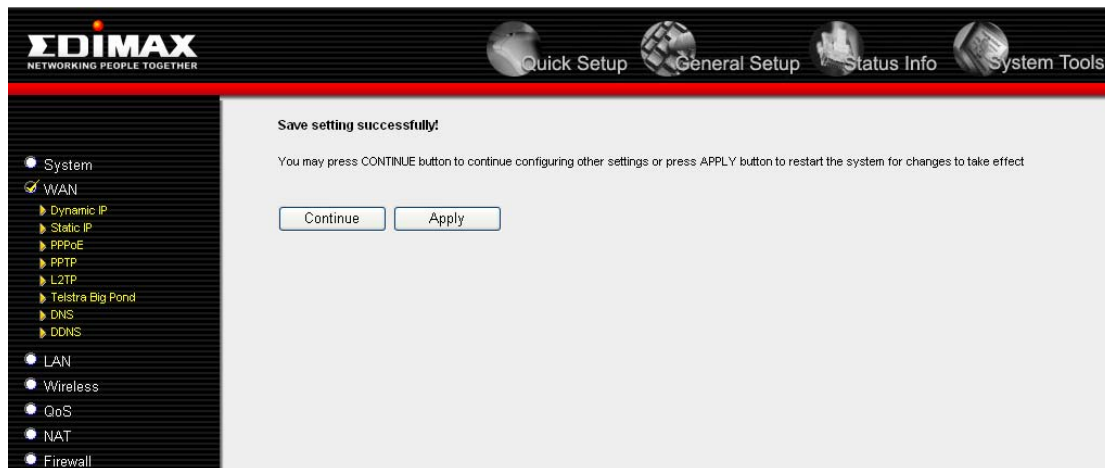 EDIMAX
NETWORKING PEOPLE TOGETHER
Quick Setup
General Setup
Status Info
System Tools
Save setting successfully!
You may press CONTINUE button to continue configuring other settings or press APPLY button to restart the system for changes to take effect
Continue
Apply
System
WAN
Dynamic IP
Static IP
PPPoE
PPTP
L2TP
Telstra Big Pond
DNS
DDNS
LAN
Wireless
QoS
NAT
Firewall